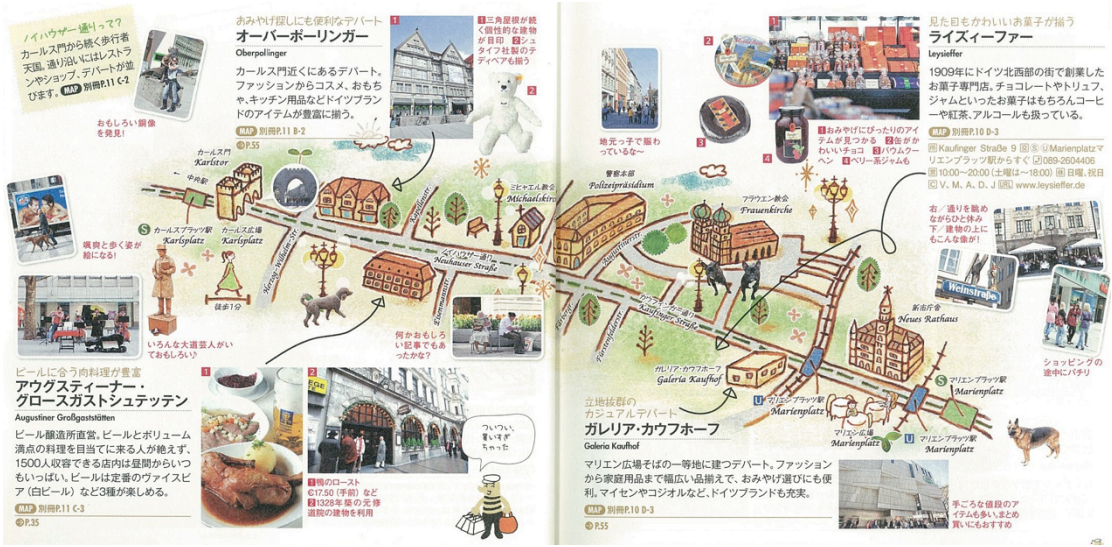 ノイハウザー通りって?
カールス門から続く歩行者
天国。通り沿いにはレストラ
ンやショップ、デパートが並
びます。 MAP 別冊P.11 C-2
おもしろい銅像
を発見!
おみやげ探しにも便利なデパート
オーバーポーリンガー
Oberpollinger
カールス門近くにあるデパート。
ファッションからコスメ、おもち
ゃ、キッチン用品などドイツブラン
ドのアイテムが豊富に揃う。
MAP 別冊P.11 B-2
P.55
1
1三角屋根が続
く個性的な建物
が目印 2シュ
タイフ社製のテ
ディベアも揃う
2
カールス門
Karlstor
中央駅
S カールスプラッツ駅
Karlsplatz
カールス広場
Karlsplatz
徒歩1分
Herzog-Wilhelm-Str.
Kapellenstr.
ミヒャエル教会
Michaelskirche
ノイハウザー通り
Neuhauser Straße
Eisenmannstr.
颯爽と歩く姿が
絵になる!
いろんな大道芸人がい
ておもしろい♪
何かおもしろ
い記事でもあ
ったかな?
ビールに合う肉料理が豊富
アウグスティーナー・
グロースガストシュテッテン
Augustiner Großgaststätten
ビール醸造所直営。ビールとボリューム
満点の料理を目当てに来る人が絶えず、
1500人収容できる店内は昼間からいつ
もいっぱい。ビールは定番のヴァイスビ
ア(白ビール)など3種が楽しめる。
MAP 別冊P.11 C-3
P.35
1
2
1鴨のロースト
€17.50(手前)など
2 1328年築の元修
道院の建物を利用
ついつい、
買いすぎ
ちゃった
地元っ子で賑わ
っているな~
1
2
3
4
1おみやげにぴったりのアイ
テムが見つかる 2缶がか
わいいチョコ 3バウムクー
ヘン 4ベリー系ジャムも
見た目もかわいいお菓子が揃う
ライズィーファー
Leysieffer
1909年にドイツ北西部の街で創業した
お菓子専門店。チョコレートやトリュフ、
ジャムといったお菓子はもちろんコーヒ
ーや紅茶、アルコールも扱っている。
MAP 別冊P.10 D-3
Kaufinger Straße 9 S U Marienplatzマ
リエンプラッツ駅からすぐ 089-2604406
10:00~20:00(土曜は~18:00) 日曜、祝日
C V、M、A、D、J URL www.leysieffer.de
右/通りを眺め
ながらひと休み
下/建物の上に
もこんな像が!
Weinstraße
ショッピングの
途中にパチリ
警察本部
Polizeipräsidium
フラウエン教会
Frauenkirche
Augustinerstr.
Färbergr.
Fürstenfelderstr.
カウフィンガー通り
Kaufinger Straße
新市庁舎
Neues Rathaus
ガレリア・カウフホーフ
Galeria Kaufhof
U マリエンプラッツ駅
Marienplatz
S マリエンプラッツ駅
Marienplatz
マリエン広場
Marienplatz
U マリエンプラッツ駅
Marienplatz
立地抜群の
カジュアルデパート
ガレリア・カウフホーフ
Galeria Kaufhof
マリエン広場そばの一等地に建つデパート。ファッション
から家庭用品まで幅広い品揃えで、おみやげ選びにも便
利。マイセンやコジオルなど、ドイツブランドも充実。
MAP 別冊P.10 D-3
P.55
手ごろな値段のア
イテムも多い。まとめ
買いにもおすすめ